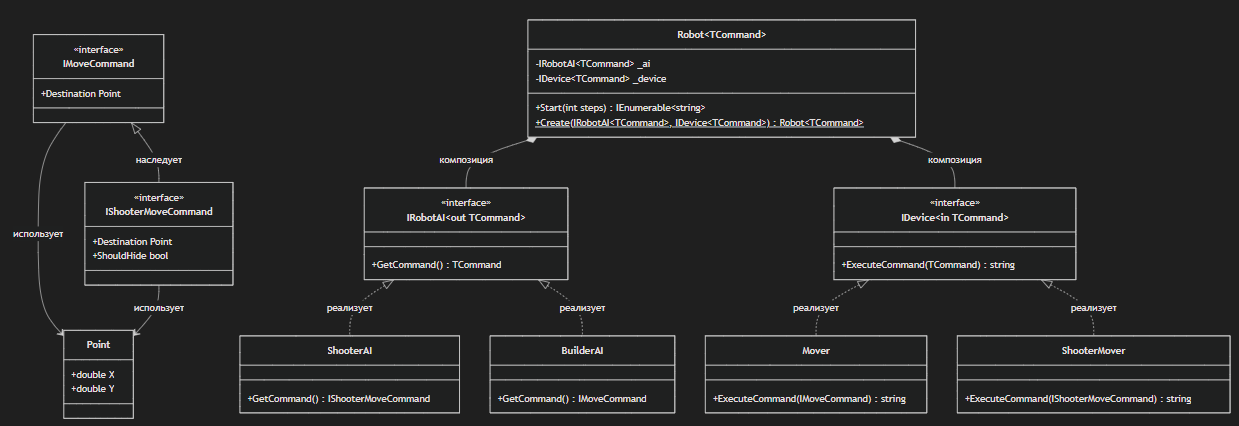 «interface»
IMoveCommand
+Destination Point
наследует
«interface»
IShooterMoveCommand
+Destination Point
+ShouldHide bool
использует
использует
Point
+double X
+double Y
Robot<TCommand>
-IRobotAI<TCommand> _ai
-IDevice<TCommand> _device
+Start(int steps) : IEnumerable<string>
+Create(IRobotAI<TCommand>, IDevice<TCommand>) : Robot<TCommand>
композиция
композиция
«interface»
IRobotAI<out TCommand>
+GetCommand() : TCommand
«interface»
IDevice<in TCommand>
+ExecuteCommand(TCommand) : string
реализует
реализует
реализует
реализует
ShooterAI
+GetCommand() : IShooterMoveCommand
BuilderAI
+GetCommand() : IMoveCommand
Mover
+ExecuteCommand(IMoveCommand) : string
ShooterMover
+ExecuteCommand(IShooterMoveCommand) : string